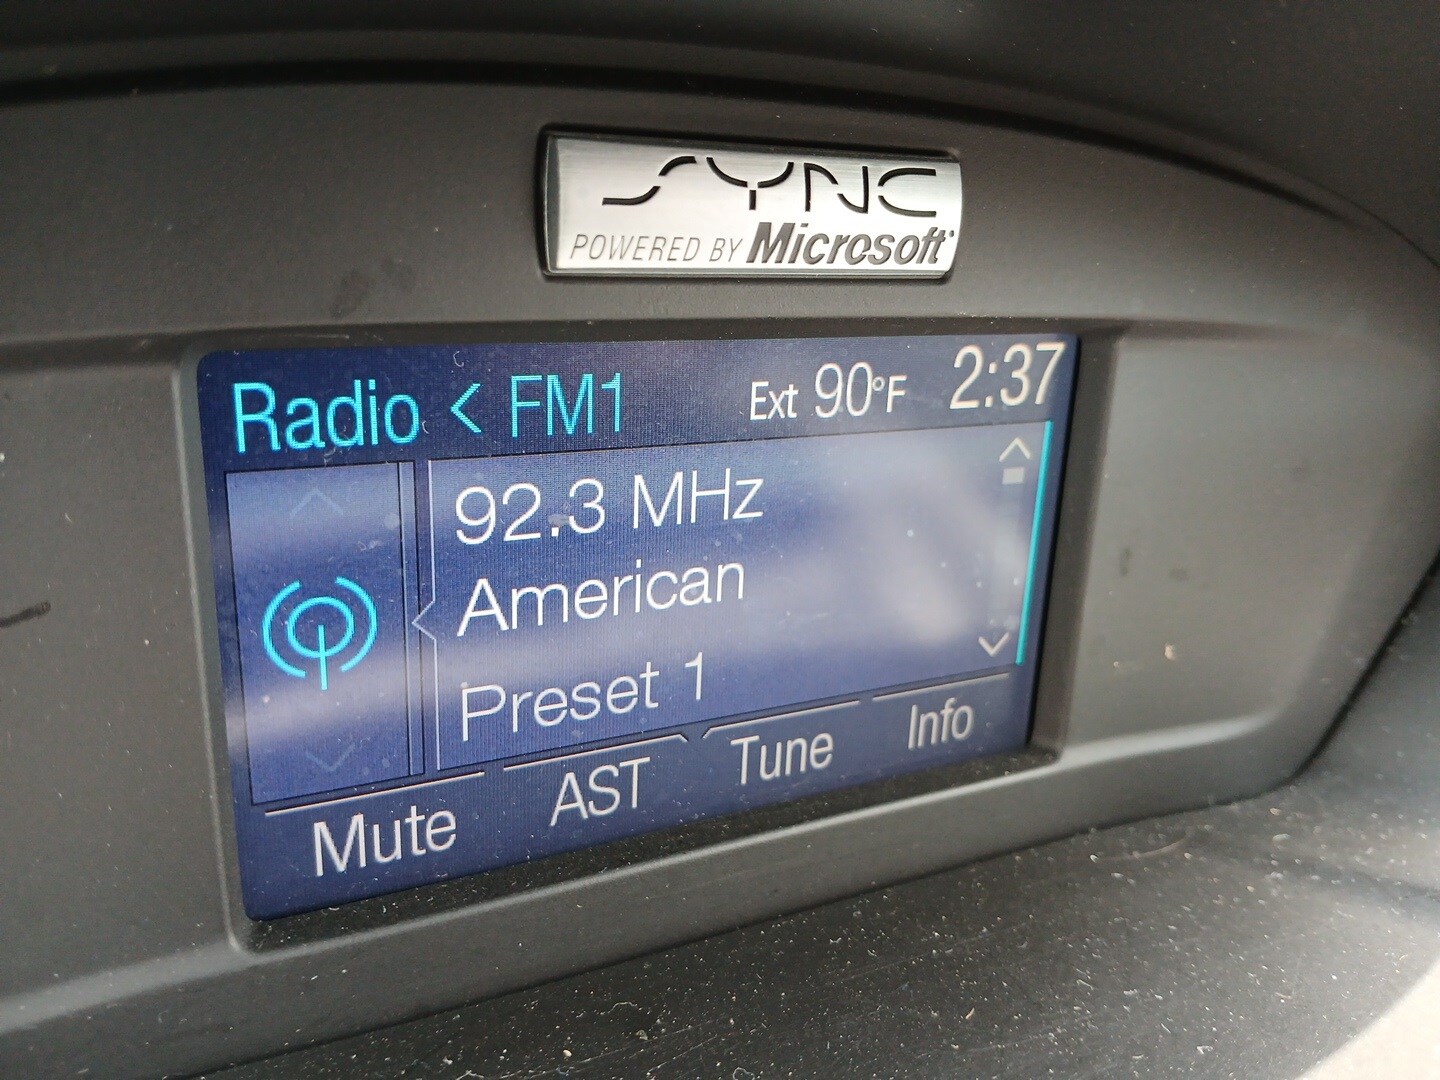 SYNC
POWERED BY Microsoft
Radio < FM1 Ext 90°F 2:37
92.3 MHz
American
Preset 1
Mute AST Tune Info